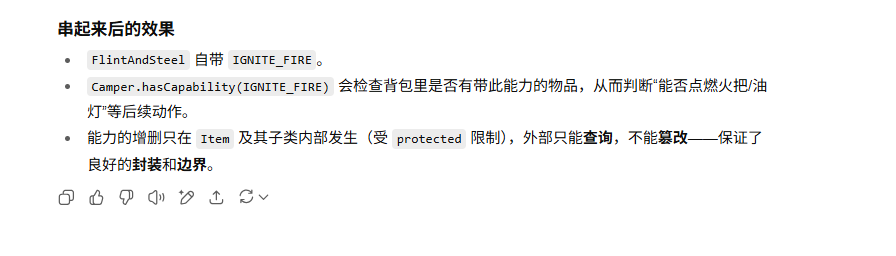 串起来后的效果
FlintAndSteel 自带 IGNITE_FIRE。
Camper.hasCapability(IGNITE_FIRE) 会检查背包里是否有带此能力的物品，从而判断“能否点燃火把/油
灯”等后续动作。
能力的增删只在 Item 及其子类内部发生（受 protected 限制），外部只能查询，不能篡改——保证了
良好的封装和边界。